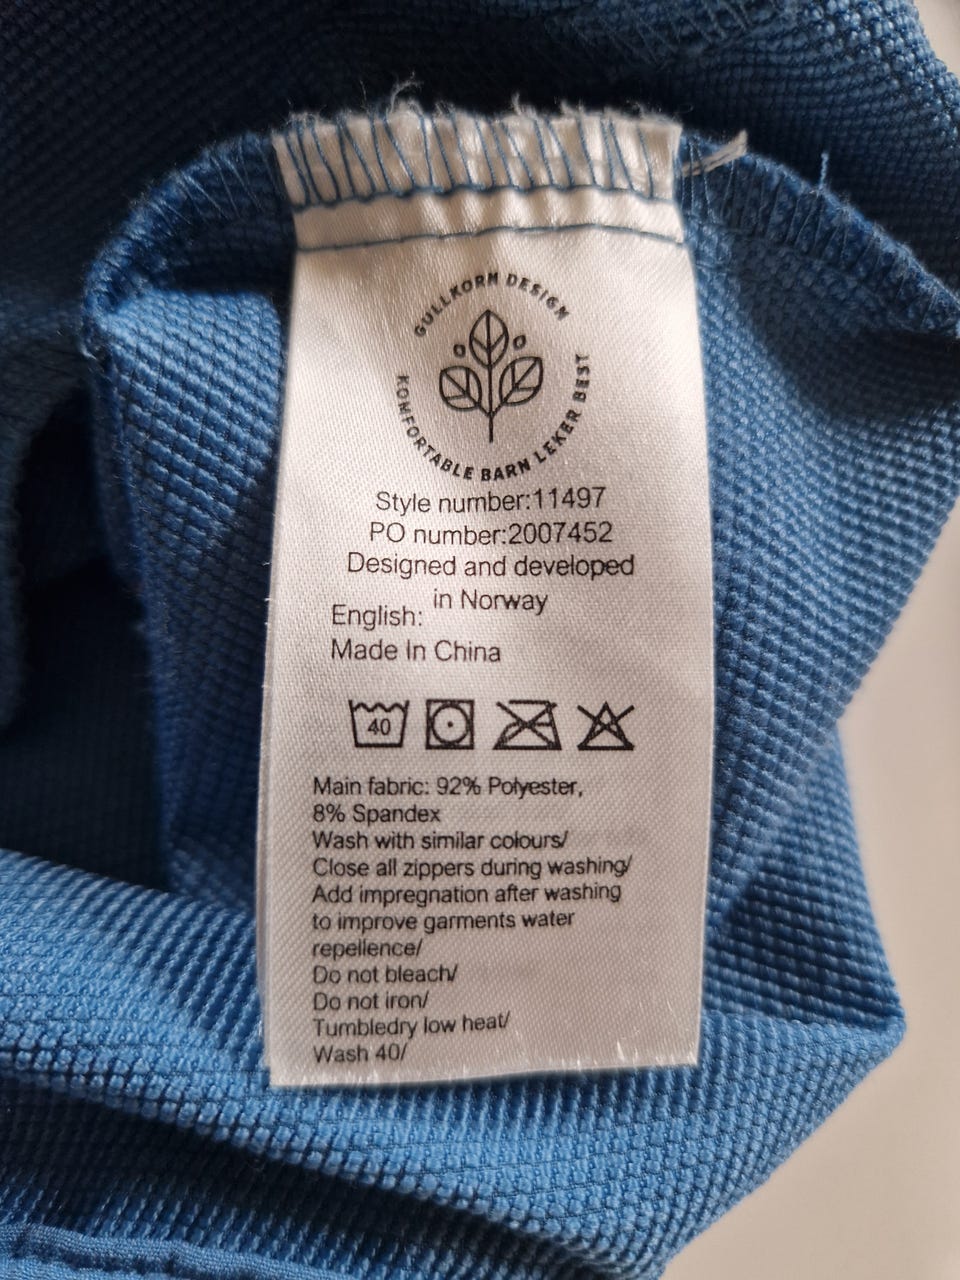 GULLKORN DESIGN
KOMFORTABLE BARN LEKER BEST
Style number:11497
PO number:2007452
Designed and developed
in Norway
English:
Made In China
40
Main fabric: 92% Polyester,
8% Spandex
Wash with similar colours/
Close all zippers during washing/
Add impregnation after washing
to improve garments water
repellence/
Do not bleach/
Do not iron/
Tumbledry low heat/
Wash 40/